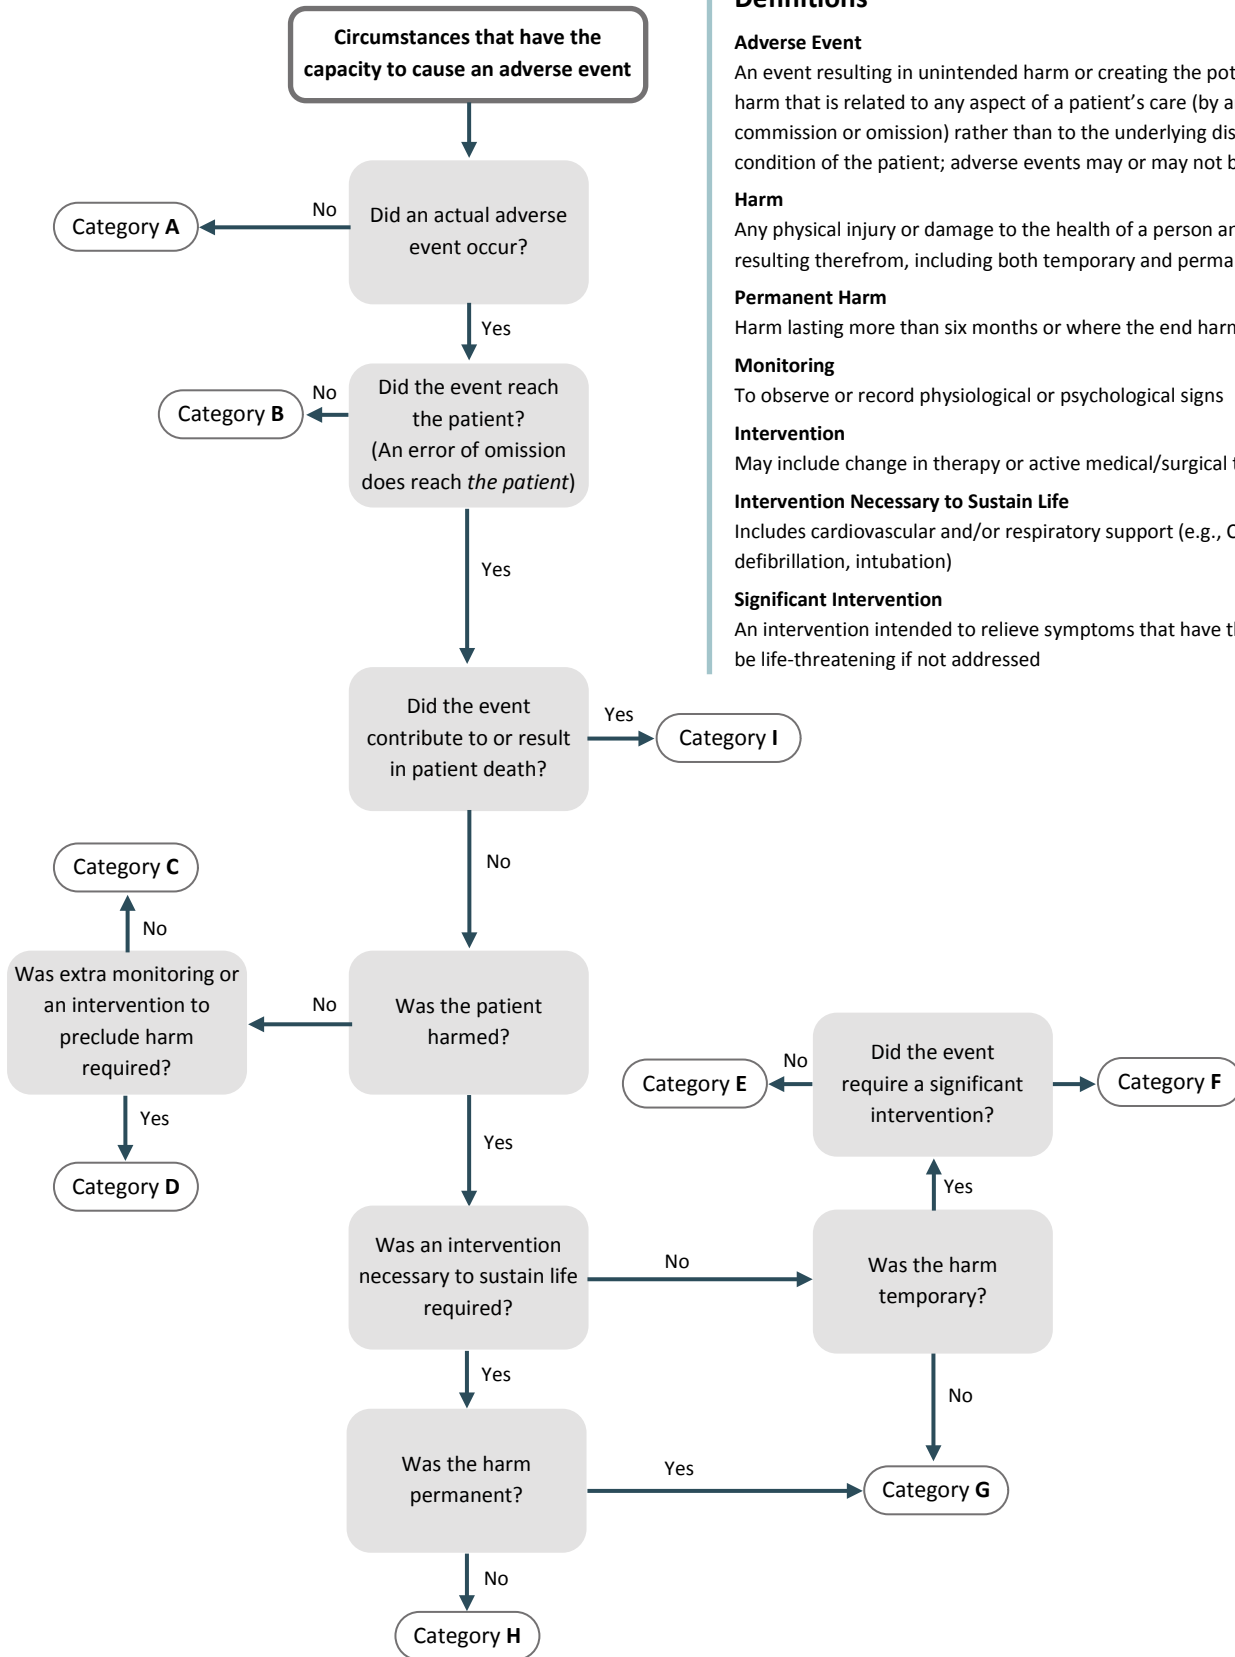 Circumstances that have the
capacity to cause an adverse event
Did an actual adverse
event occur?
No
Category A
Yes
Did the event reach
the patient?
(An error of omission
does reach the patient)
No
Category B
Yes
Did the event
contribute to or result
in patient death?
Yes
Category I
No
Was the patient
harmed?
No
Was extra monitoring or
an intervention to
preclude harm
required?
No
Category C
Yes
Category D
Yes
Was an intervention
necessary to sustain life
required?
No
Was the harm
temporary?
Yes
Did the event
require a significant
intervention?
No
Category E
Category F
No
Category G
Yes
Was the harm
permanent?
Yes
No
Category H
Definitions
Adverse Event
An event resulting in unintended harm or creating the
harm that is related to any aspect of a patient's care (by
commission or omission) rather than to the underlying
condition of the patient; adverse events may or may not
Harm
Any physical injury or damage to the health of a person
resulting therefrom, including both temporary and
Permanent Harm
Harm lasting more than six months or where the end
Monitoring
To observe or record physiological or psychological signs
Intervention
May include change in therapy or active medical/surgical
Intervention Necessary to Sustain Life
Includes cardiovascular and/or respiratory support (e.g.,
defibrillation, intubation)
Significant Intervention
An intervention intended to relieve symptoms that have
be life-threatening if not addressed